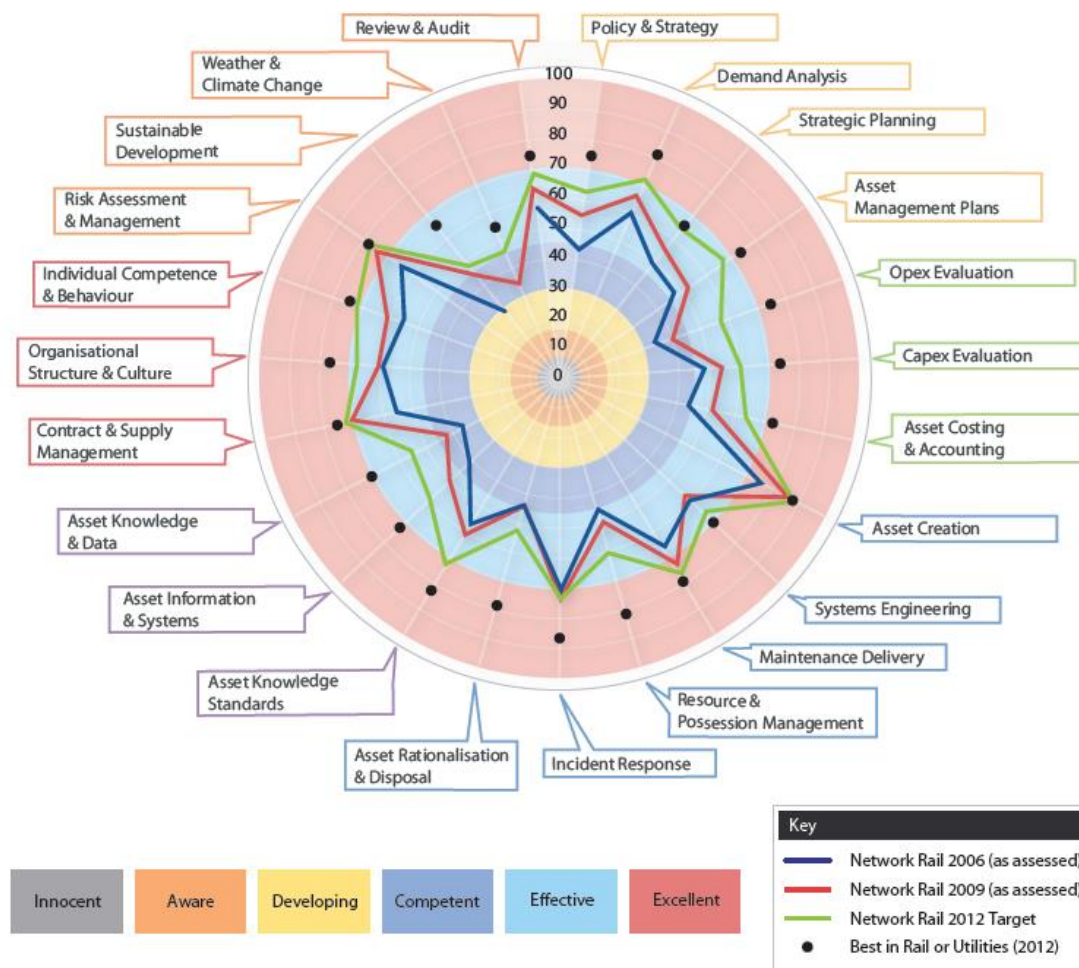 Review & Audit
Policy & Strategy
Weather &
Climate Change
Demand Analysis
Sustainable
Development
Strategic Planning
Risk Assessment
& Management
Asset
Management Plans
Individual Competence
& Behaviour
Opex Evaluation
Organisational
Structure & Culture
Capex Evaluation
Contract & Supply
Management
Asset Costing
& Accounting
Asset Knowledge
& Data
Asset Creation
Asset Information
& Systems
Systems Engineering
Asset Knowledge
Standards
Maintenance Delivery
Resource &
Possession Management
Asset Rationalisation
& Disposal
Incident Response
100
90
80
70
60
50
40
30
20
10
0
Innocent
Aware
Developing
Competent
Effective
Excellent
Key
Network Rail 2006 (as assessed)
Network Rail 2009 (as assessed)
Network Rail 2012 Target
Best in Rail or Utilities (2012)